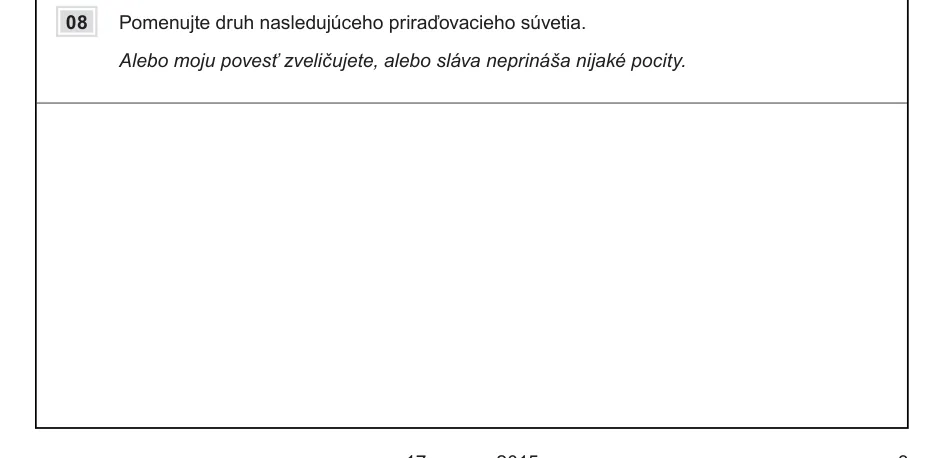 08 Pomenujte druh nasledujúceho priraďovacieho súvetia.
Alebo moju povesť zveličujete, alebo sláva neprináša nijaké pocity.